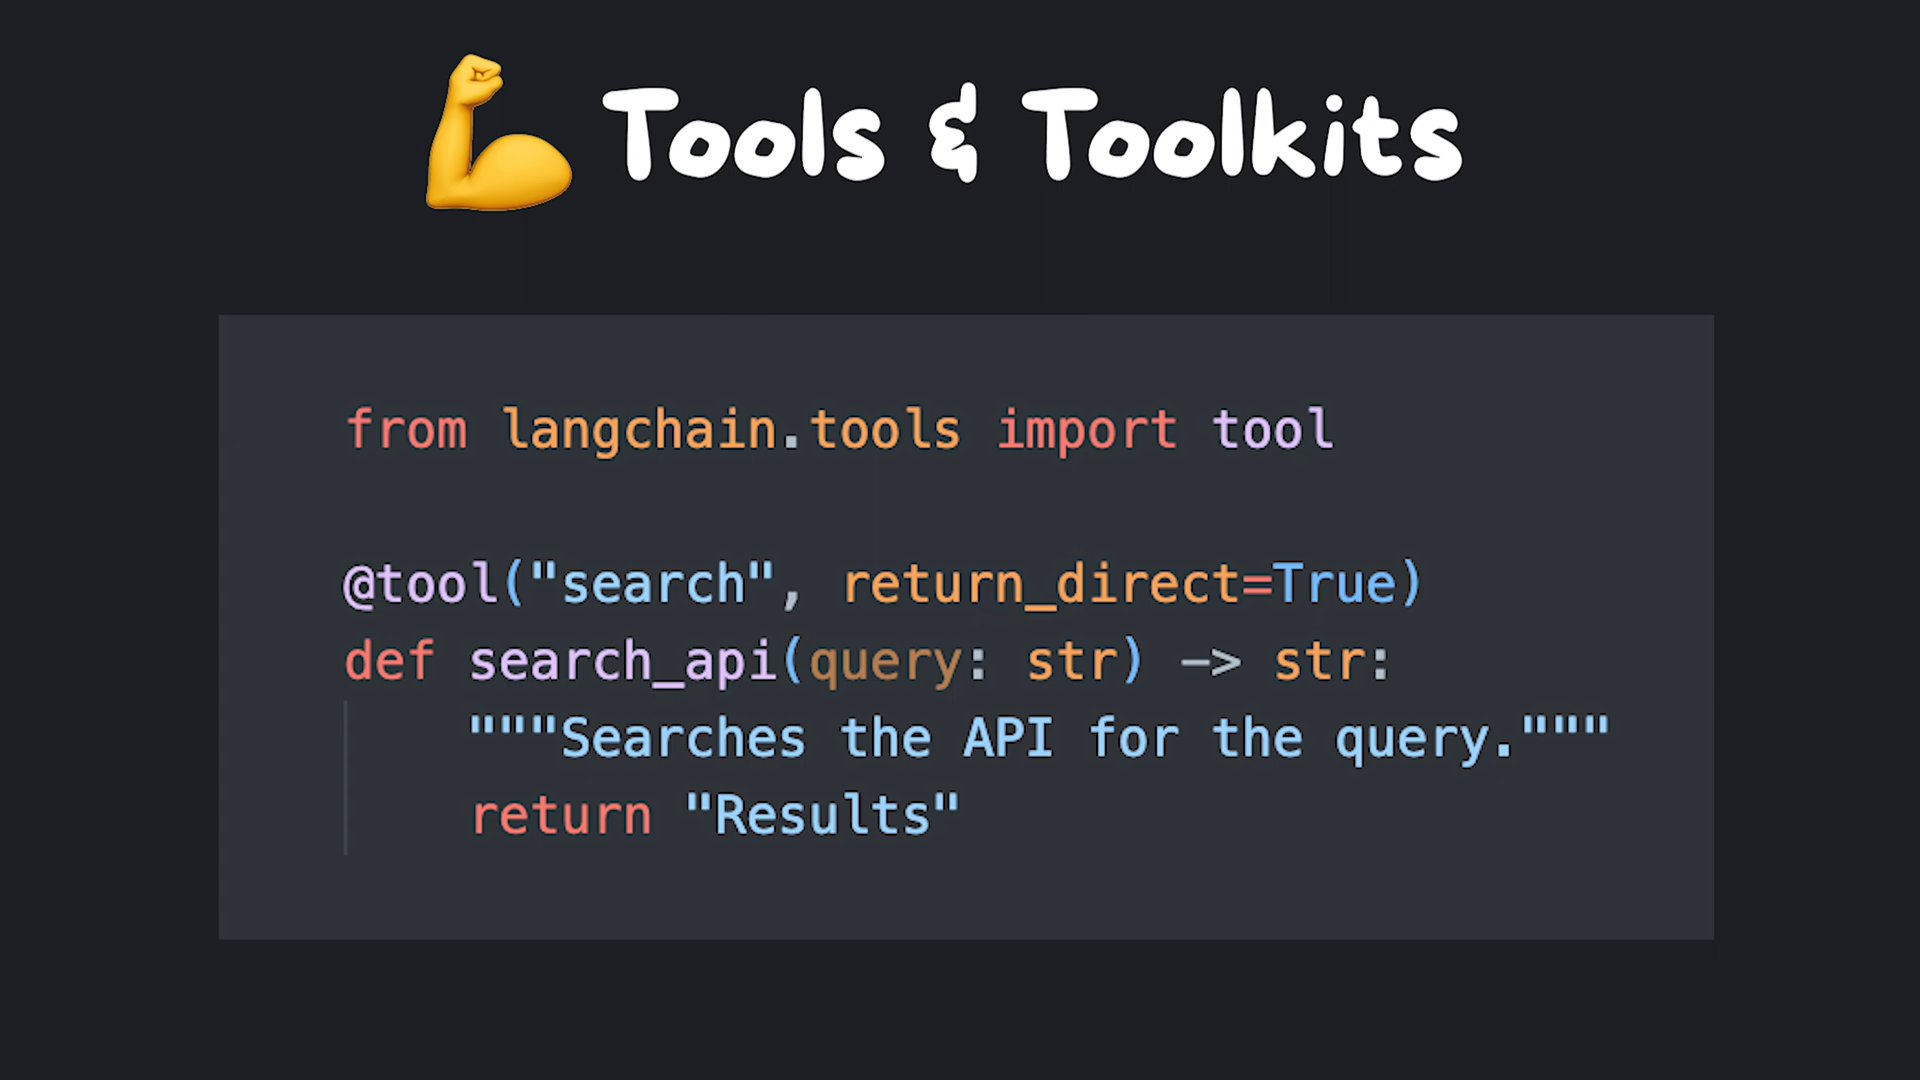 Tools & Toolkits
from langchain.tools import tool
@tool("search", return_direct=True)
def search_api(query: str) -> str:
"""Searches the API for the query."""
return "Results"